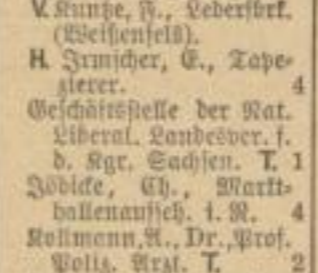 V. Kuntze, F., Lederfbrk.
(Weißenfels).
H. Irmscher, E., Tape-
zierer. 4
Geschäftsstelle der Nat.
Liberal. Landesver. f.
d. Kgr. Sachsen. T. 1
Jödicke, Ch., Markt-
hallenaufseh. i. R. 4
Kollmann, A., Dr., Prof.
Poliz. Arzt. T. 2